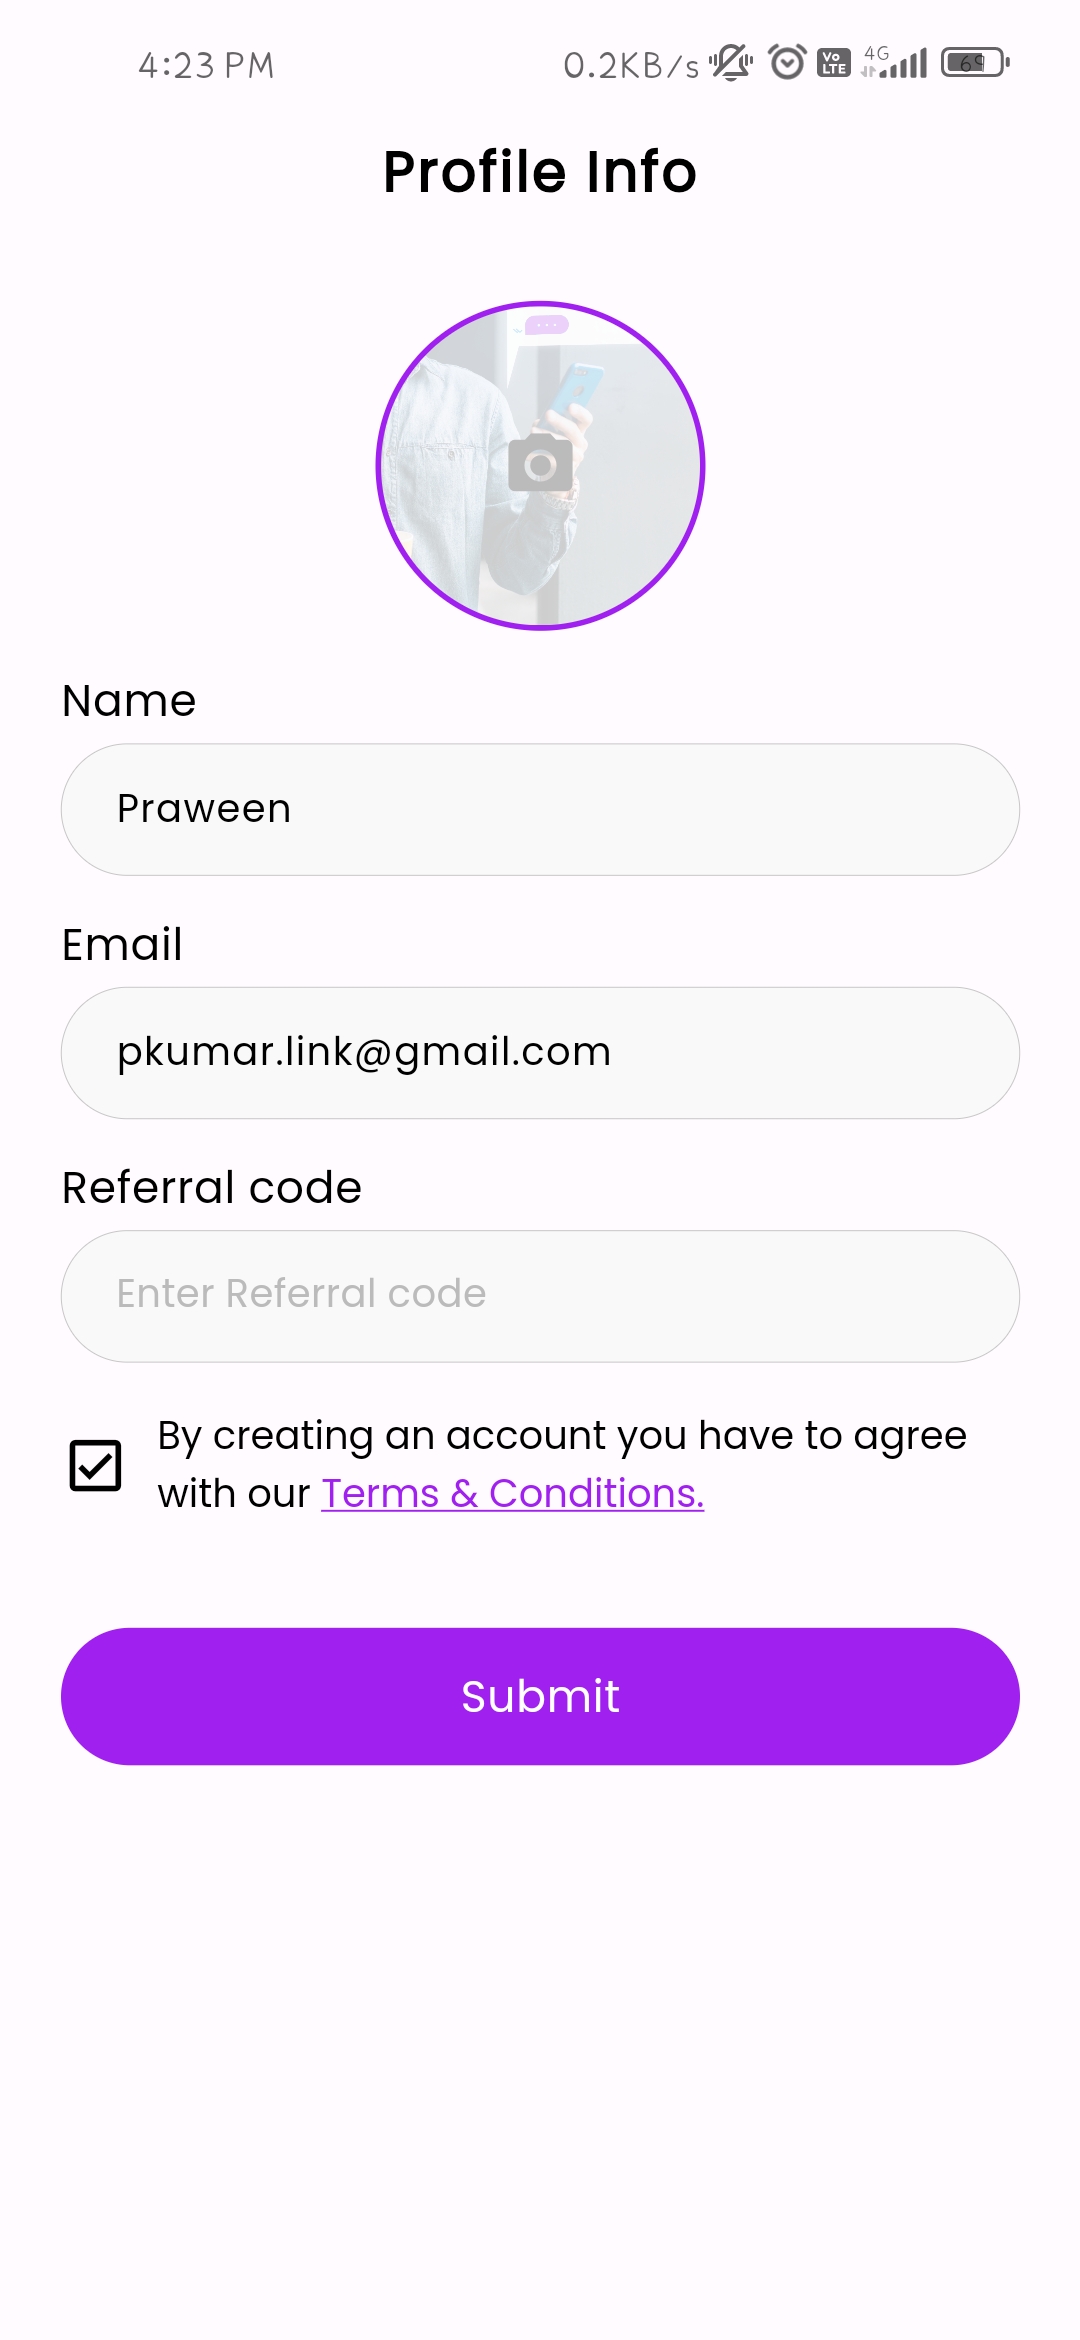 4:23 PM
0.2KB/s
Vo
LTE
4G
69
Profile Info
Name
Praween
Email
pkumar.link@gmail.com
Referral code
Enter Referral code
By creating an account you have to agree
with our Terms & Conditions.
Submit